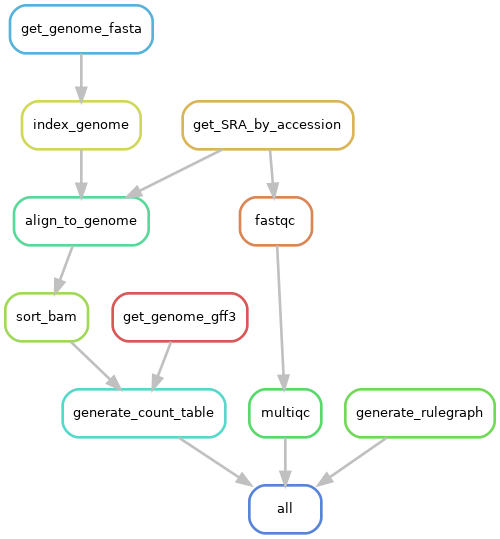 get_genome_fasta
index_genome
get_SRA_by_accession
align_to_genome
fastqc
sort_bam
get_genome_gff3
generate_count_table
multiqc
generate_rulegraph
all